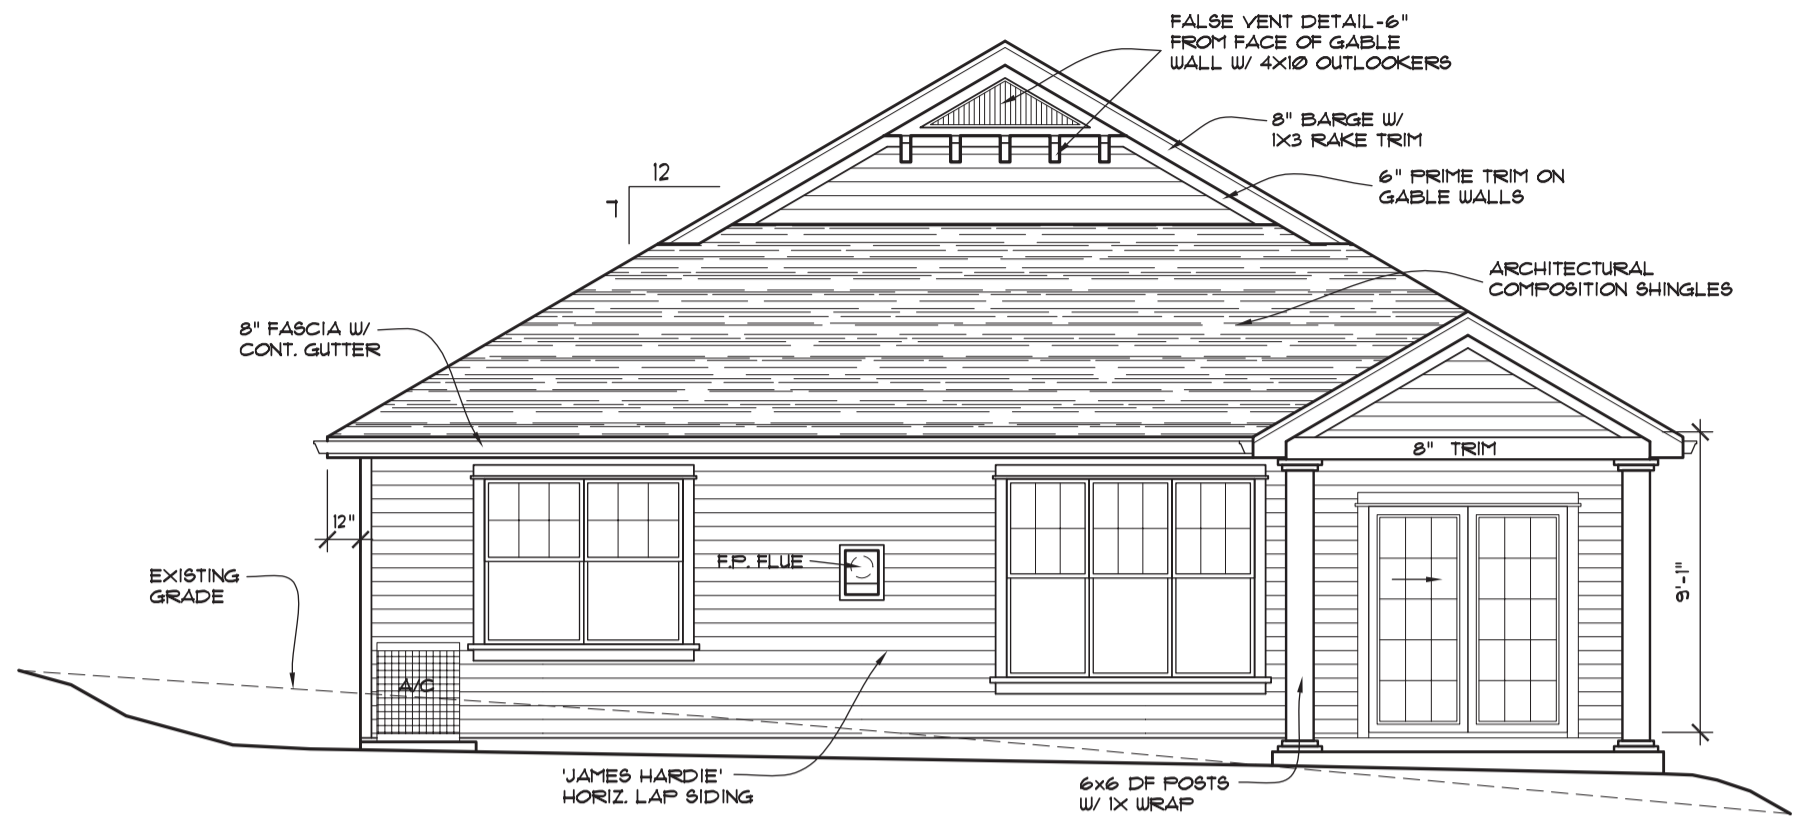 FALSE VENT DETAIL-6"
FROM FACE OF GABLE
WALL W/ 4X10 OUTLOOKERS
8" BARGE W/
1X3 RAKE TRIM
12
7
6" PRIME TRIM ON
GABLE WALLS
ARCHITECTURAL
COMPOSITION SHINGLES
8" FASCIA W/
CONT. GUTTER
8" TRIM
12"
F.P. FLUE
EXISTING
GRADE
9'-1"
A/C
'JAMES HARDIE'
HORIZ. LAP SIDING
6x6 DF POSTS
W/ 1X WRAP